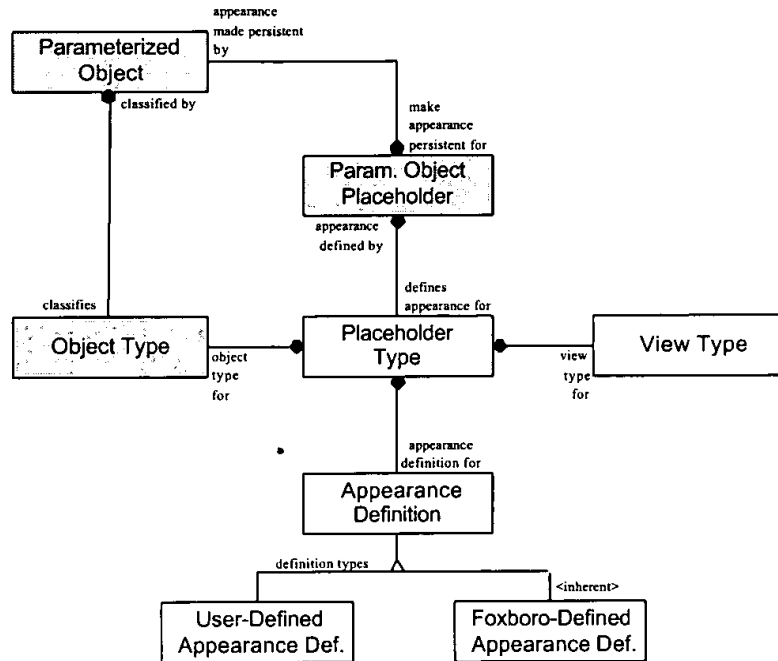 appearance
made persistent
by
Parameterized
Object
classified by
make
appearance
persistent for
Param. Object
Placeholder
appearance
defined by
classifies
defines
appearance for
Object Type
Placeholder
Type
View Type
object
type
for
view
type
for
appearance
definition for
Appearance
Definition
definition types
<inherent>
User-Defined
Appearance Def.
Foxboro-Defined
Appearance Def.